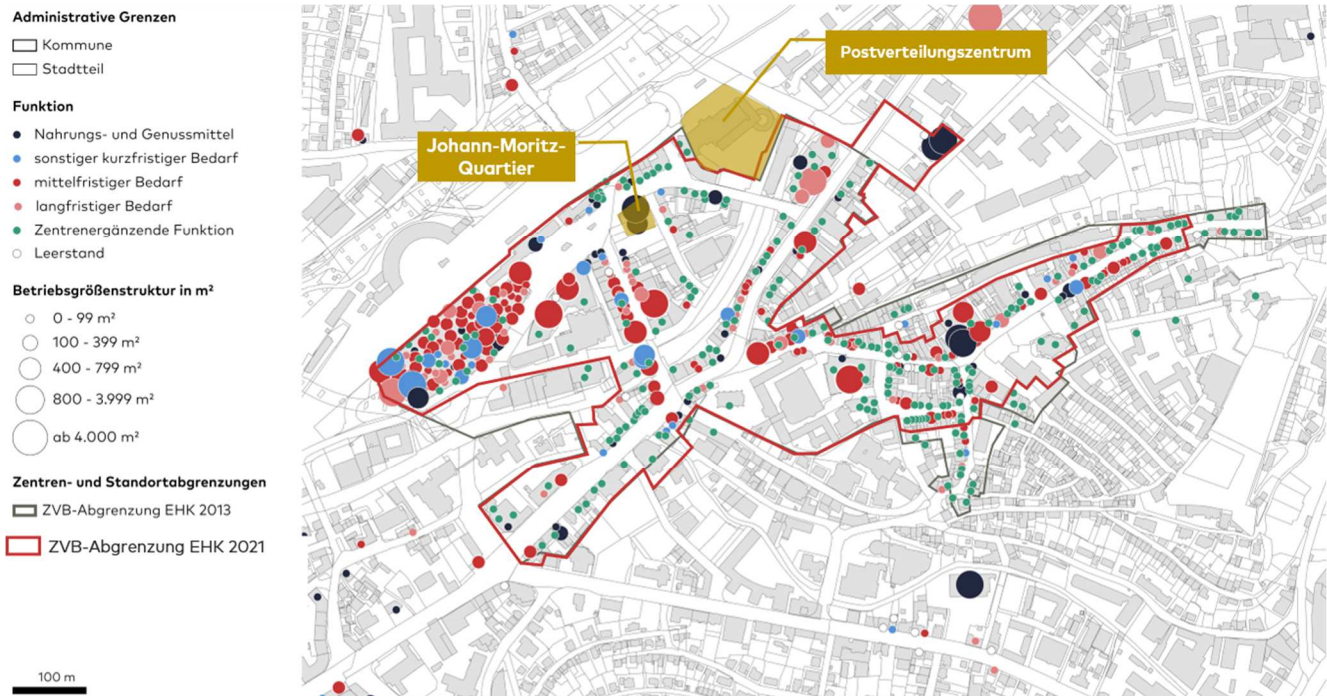 Administrative Grenzen
Kommune
Stadtteil
Funktion
Nahrungs- und Genussmittel
sonstiger kurzfristiger Bedarf
mittelfristiger Bedarf
langfristiger Bedarf
Zentrenergänzende Funktion
Leerstand
Betriebsgrößenstruktur in m²
0 - 99 m²
100 - 399 m²
400 - 799 m²
800 - 3.999 m²
ab 4.000 m²
Zentren- und Standortabgrenzungen
ZVB-Abgrenzung EHK 2013
ZVB-Abgrenzung EHK 2021
100 m
Postverteilungszentrum
Johann-Moritz-
Quartier